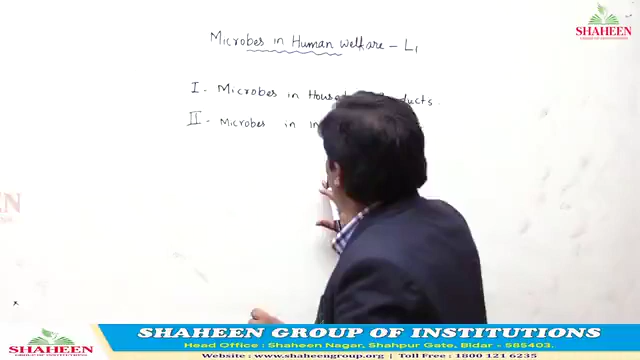 Microbes in Human Welfare - L1
SHAHEEN
GROUP OF INSTITUTIONS
I. Microbes in
II. Microbes in
SHAHEEN
GROUP OF INSTITUTIONS
SHAHEEN GROUP OF INSTITUTIONS
Head Office : Shaheen Nagar, Shahpur Gate, Bidar - 585403.
Website : www.shaheengroup.org | Toll Free : 1800 121 6235